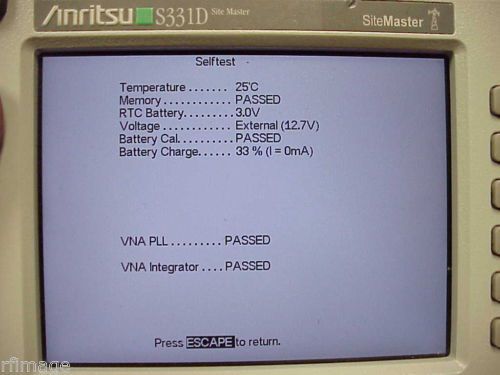 Anritsu S331D Site Master
SiteMaster
Selftest
Temperature ....... 25°C
Memory ............ PASSED
RTC Battery......... 3.0V
Voltage ............ External (12.7V)
Battery Cal.......... PASSED
Battery Charge...... 33 % (I = 0mA)
VNA PLL ......... PASSED
VNA Integrator .... PASSED
Press ESCAPE to return.
rfimage